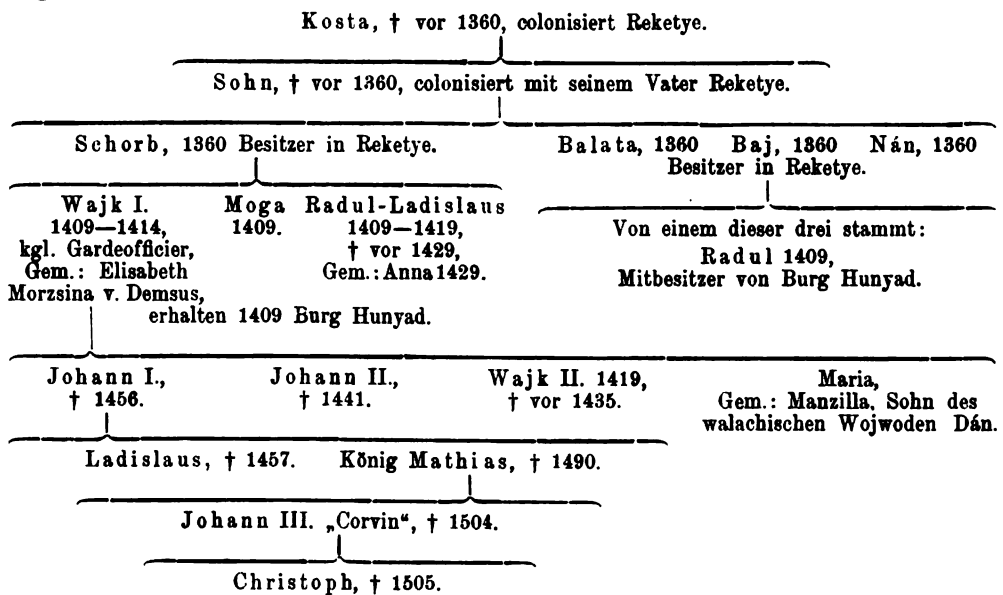 Kosta, † vor 1360, colonisiert Reketye.
Sohn, † vor 1360, colonisiert mit seinem Vater Reketye.
Schorb, 1360 Besitzer in Reketye.
Balata, 1360 Baj, 1360 Nán, 1360
Besitzer in Reketye.
Wajk I.
1409—1414,
kgl. Gardeofficier,
Gem.: Elisabeth
Morzsina v. Demsus,
Moga
1409.
Radul-Ladislaus
1409—1419,
† vor 1429,
Gem.: Anna 1429.
erhalten 1409 Burg Hunyad.
Von einem dieser drei stammt:
Radul 1409,
Mitbesitzer von Burg Hunyad.
Johann I.,
† 1456.
Johann II.,
† 1441.
Wajk II. 1419,
† vor 1435.
Maria,
Gem.: Manzilla, Sohn des
walachischen Wojwoden Dán.
Ladislaus, † 1457. König Mathias, † 1490.
Johann III. „Corvin“, † 1504.
Christoph, † 1505.